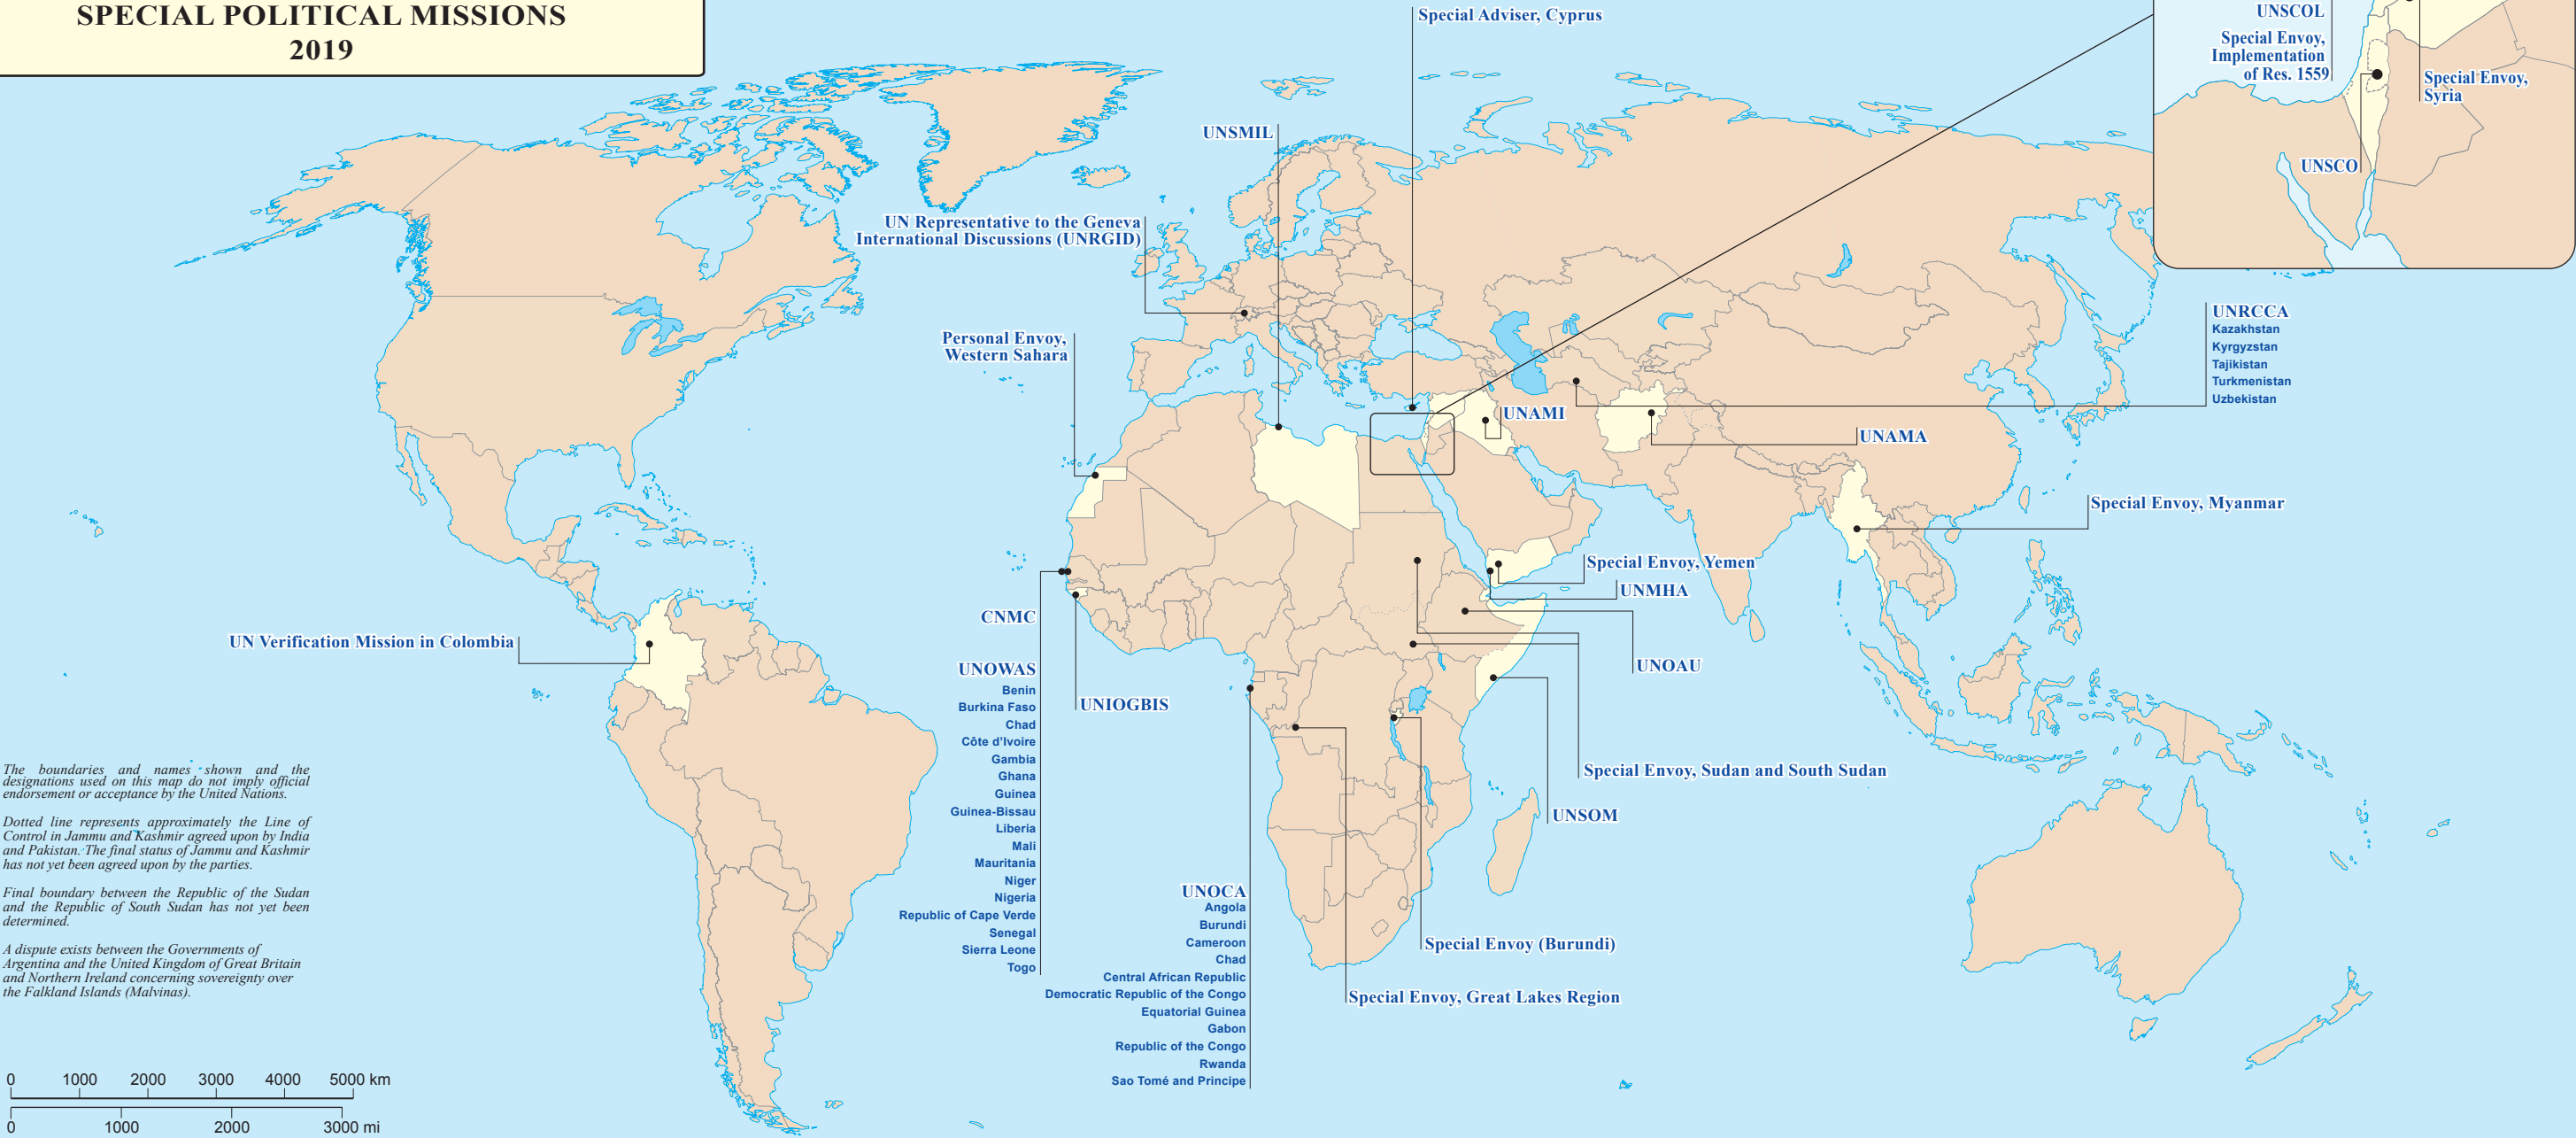 SPECIAL POLITICAL MISSIONS
2019
Special Adviser, Cyprus
UNSCOL
Special Envoy,
Implementation
of Res. 1559
Special Envoy,
Syria
UNSCO
UNSMIL
UN Representative to the Geneva
International Discussions (UNRGID)
Personal Envoy,
Western Sahara
UNRCCA
Kazakhstan
Kyrgyzstan
Tajikistan
Turkmenistan
Uzbekistan
UNAMI
UNAMA
Special Envoy, Myanmar
Special Envoy, Yemen
UNMHA
UNOAU
CNMC
UN Verification Mission in Colombia
UNOWAS
Benin
Burkina Faso
Chad
Côte d'Ivoire
Gambia
Ghana
Guinea
Guinea-Bissau
Liberia
Mali
Mauritania
Niger
Nigeria
Republic of Cape Verde
Senegal
Sierra Leone
Togo
UNIOGBIS
Special Envoy, Sudan and South Sudan
UNSOM
UNOCA
Angola
Burundi
Cameroon
Chad
Central African Republic
Democratic Republic of the Congo
Equatorial Guinea
Gabon
Republic of the Congo
Rwanda
Sao Tomé and Principe
Special Envoy (Burundi)
Special Envoy, Great Lakes Region
The boundaries and names shown and the
designations used on this map do not imply official
endorsement or acceptance by the United Nations.
Dotted line represents approximately the Line of
Control in Jammu and Kashmir agreed upon by India
and Pakistan. The final status of Jammu and Kashmir
has not yet been agreed upon by the parties.
Final boundary between the Republic of the Sudan
and the Republic of South Sudan has not yet been
determined.
A dispute exists between the Governments of
Argentina and the United Kingdom of Great Britain
and Northern Ireland concerning sovereignty over
the Falkland Islands (Malvinas).
0 1000 2000 3000 4000 5000 km
0 1000 2000 3000 mi